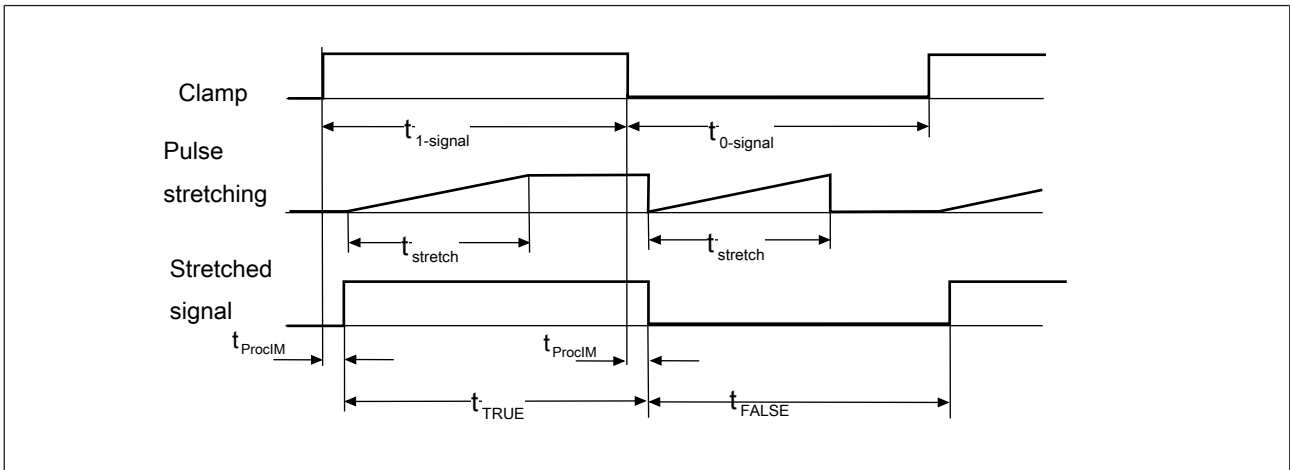 Clamp
t1-signal
t0-signal
Pulse
stretching
tstretch
tstretch
Stretched
signal
tProcIM
tProcIM
tTRUE
tFALSE